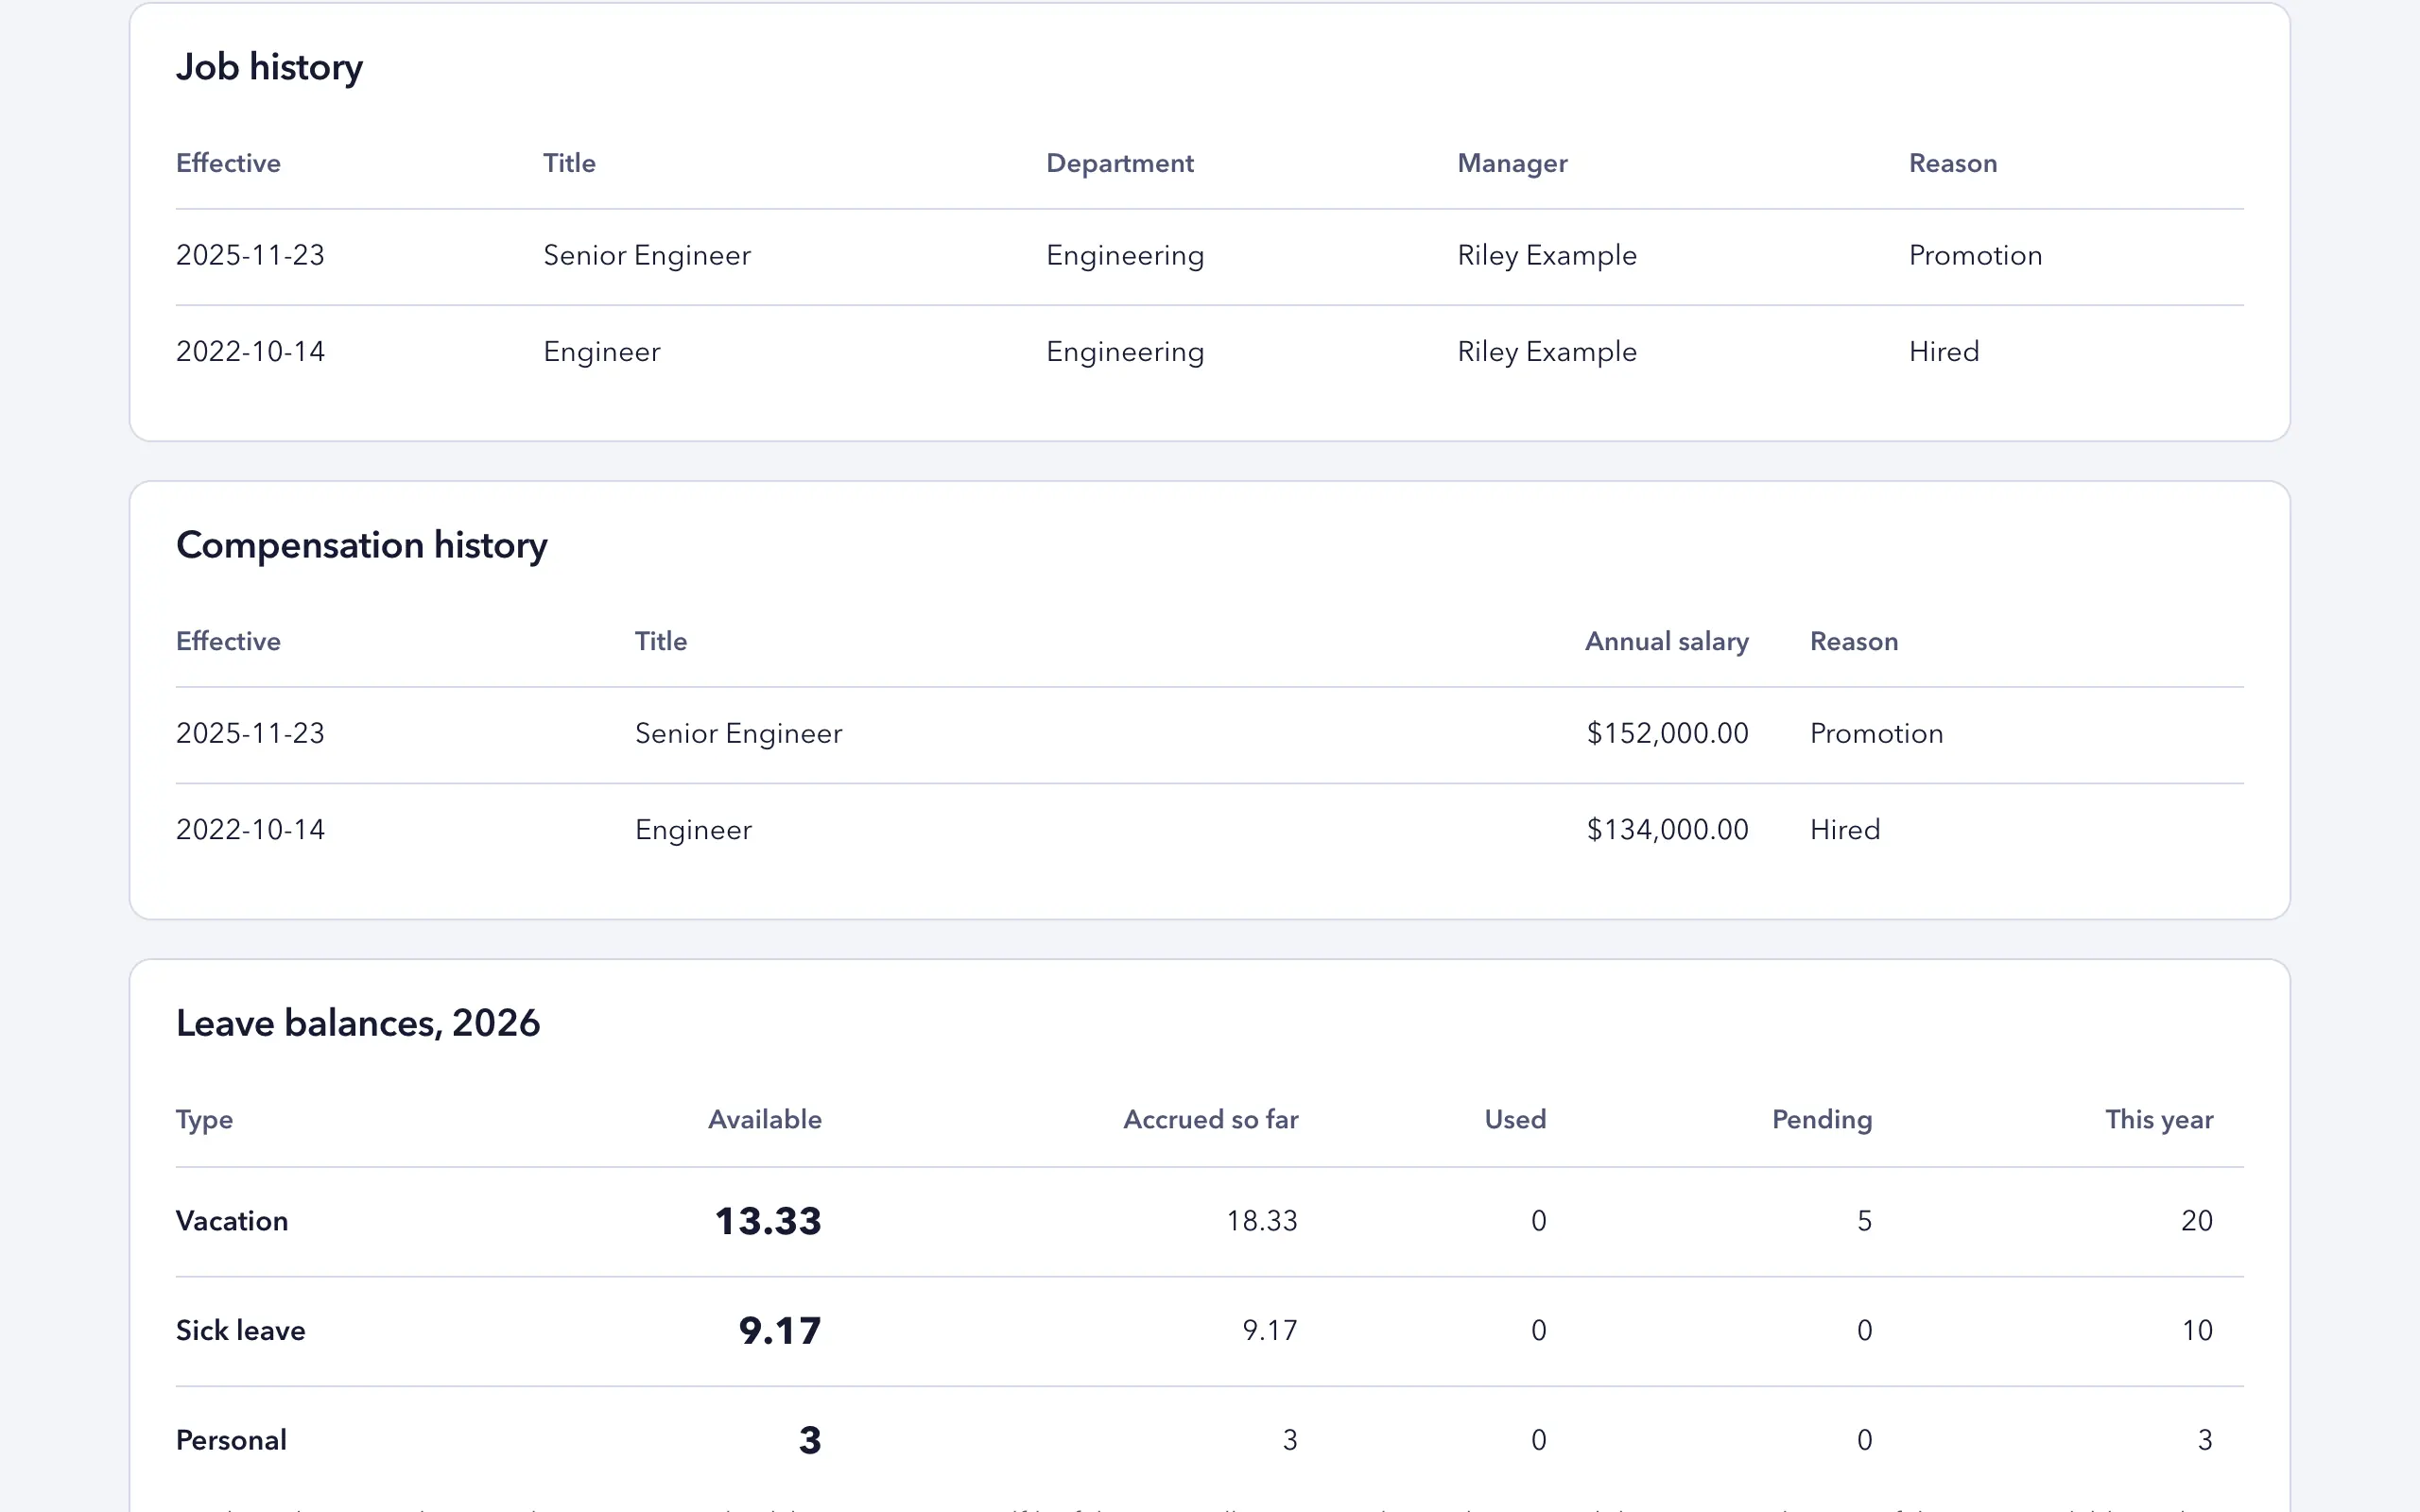 Job history
Effective Title Department Manager Reason
2025-11-23 Senior Engineer Engineering Riley Example Promotion
2022-10-14 Engineer Engineering Riley Example Hired
Compensation history
Effective Title Annual salary Reason
2025-11-23 Senior Engineer $152,000.00 Promotion
2022-10-14 Engineer $134,000.00 Hired
Leave balances, 2026
Type Available Accrued so far Used Pending This year
Vacation 13.33 18.33 0 5 20
Sick leave 9.17 9.17 0 0 10
Personal 3 3 0 0 3